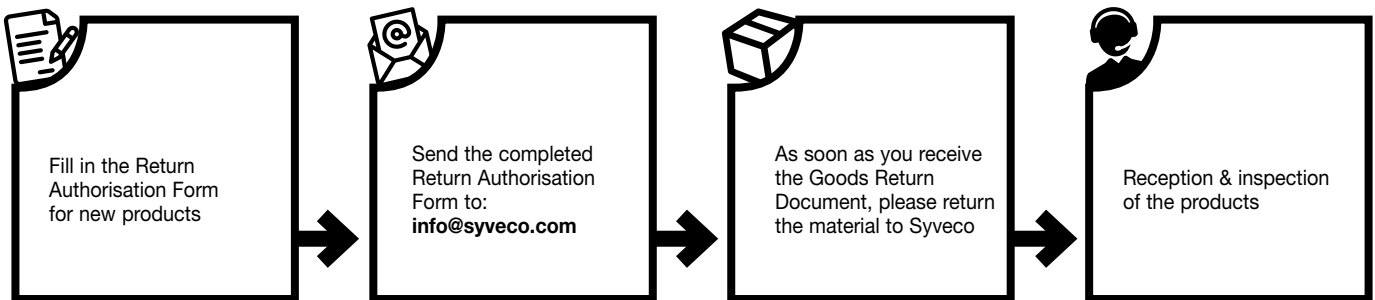 Fill in the Return
Authorisation Form
for new products
Send the completed
Return Authorisation
Form to:
info@syveco.com
As soon as you receive
the Goods Return
Document, please return
the material to Syveco
Reception & inspection
of the products